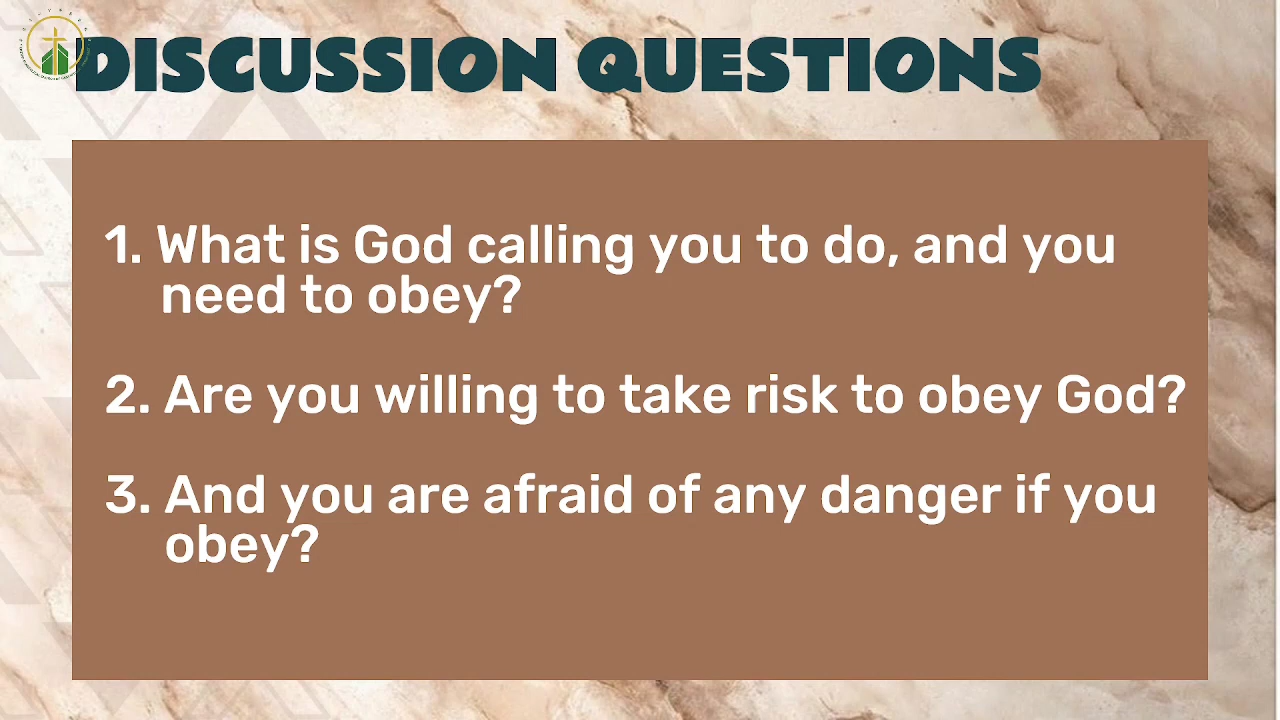 DISCUSSION QUESTIONS
1. What is God calling you to do, and you
need to obey?
2. Are you willing to take risk to obey God?
3. And you are afraid of any danger if you
obey?